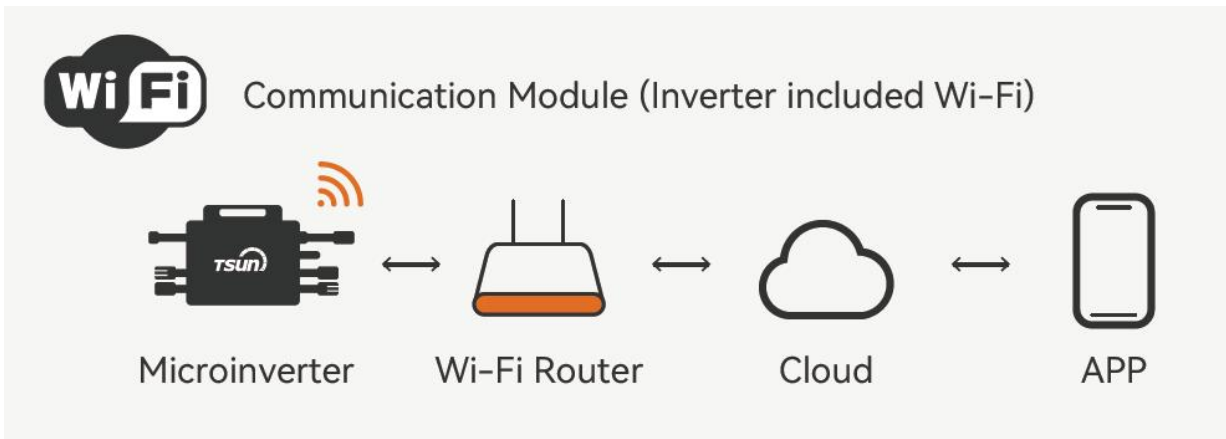 Wi Fi
Communication Module (Inverter included Wi-Fi)
TSUN
Microinverter
Wi-Fi Router
Cloud
APP